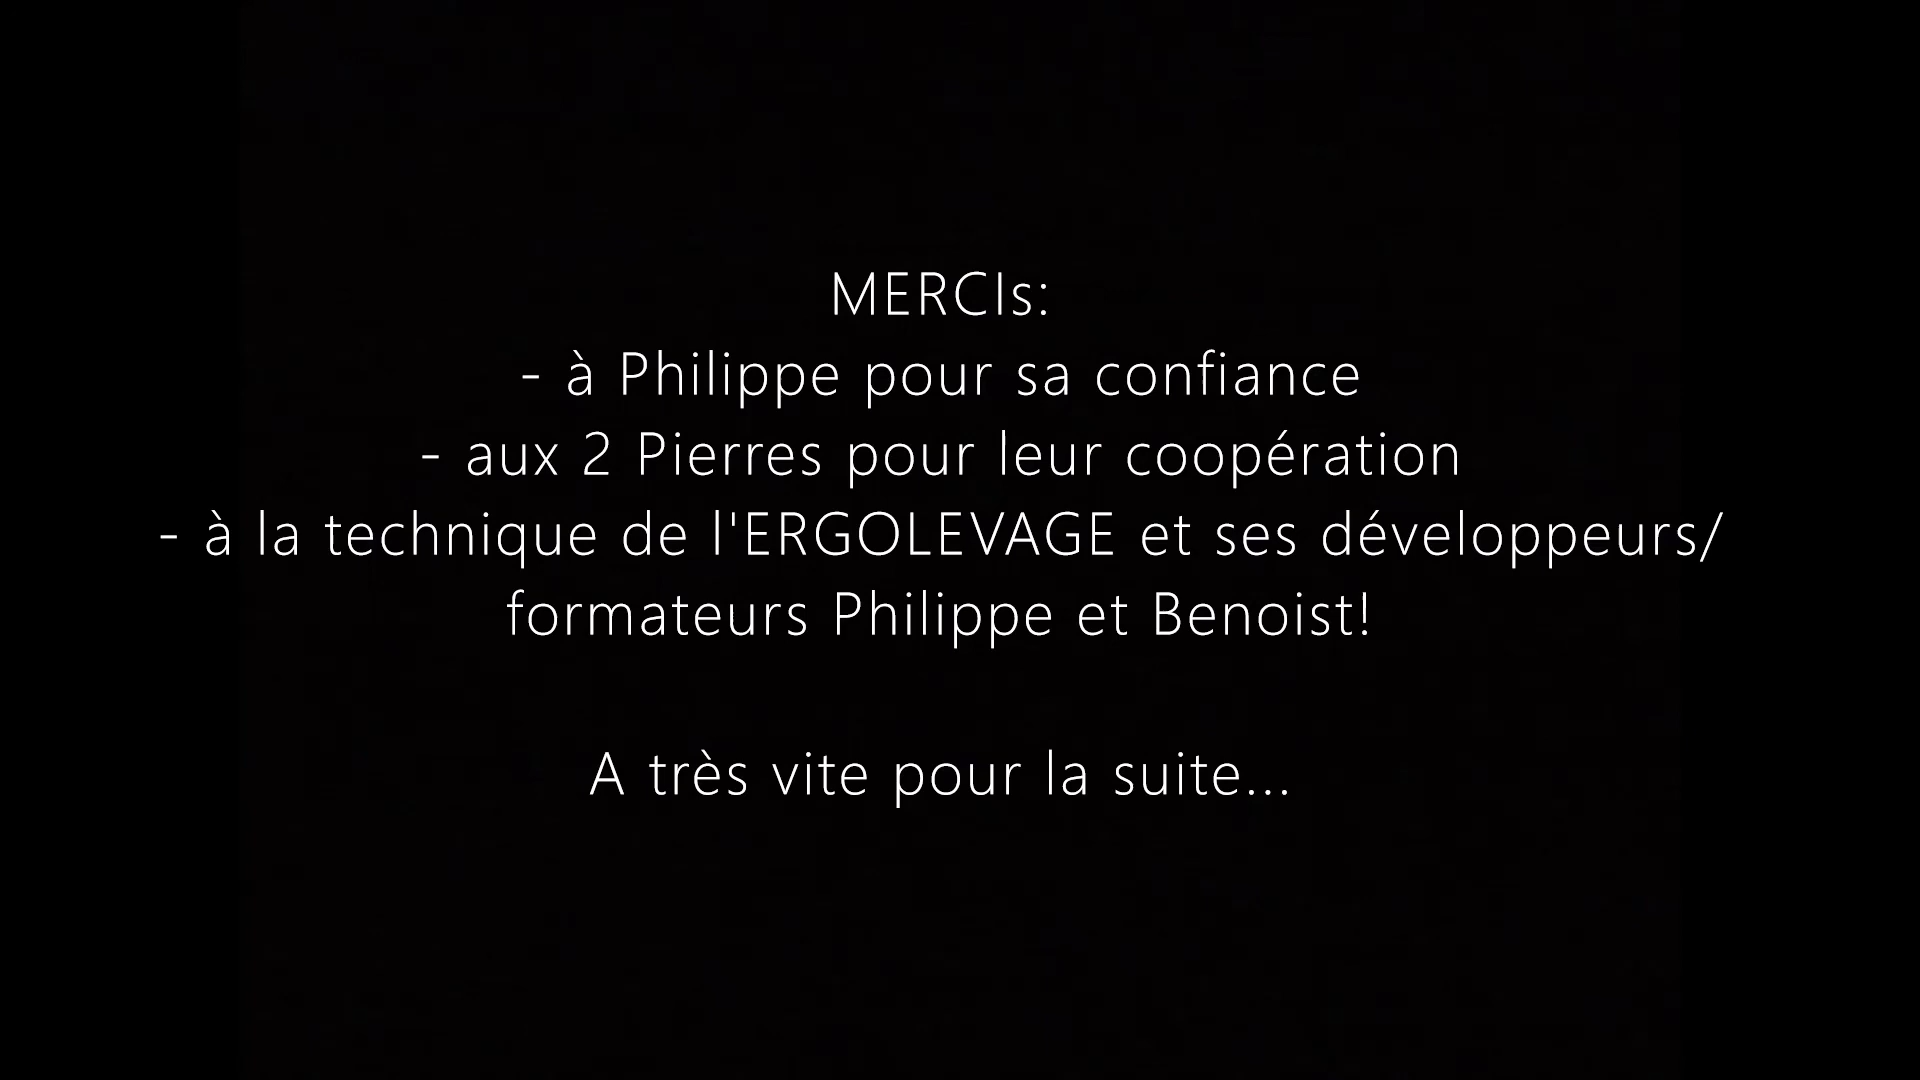 MERCIs:
- à Philippe pour sa confiance
- aux 2 Pierres pour leur coopération
- à la technique de l'ERGOLEVAGE et ses développeurs/
formateurs Philippe et Benoist!
A très vite pour la suite...